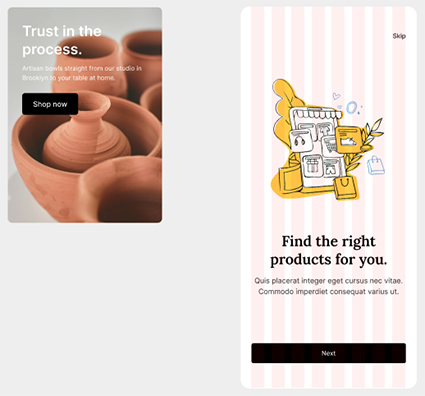 Trust in the
process.
Artisan bowls straight from our studio in
Brooklyn to your table at home.
Shop now
Skip
Find the right
products for you.
Quis placerat integer eget cursus nec vitae.
Commodo imperdiet consequat varius ut.
Next